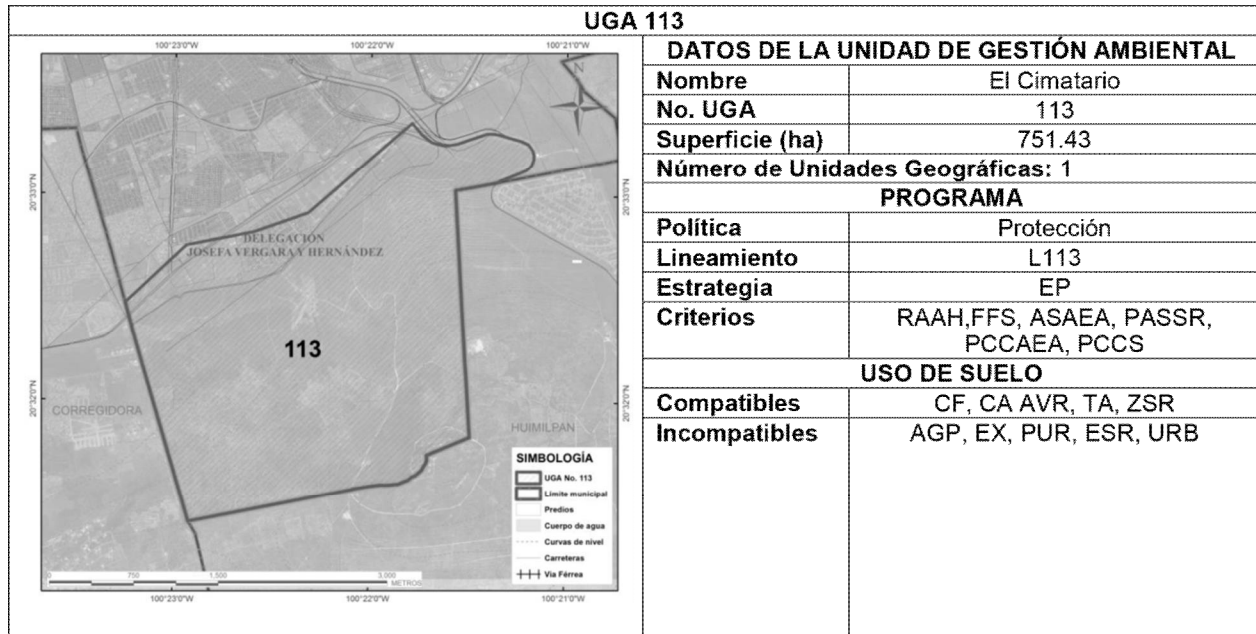 UGA 113
100°23'0"W 100°22'0"W 100°21'0"W
N
20°33'0"N 20°33'0"N
DELEGACIÓN
JOSEFA VERGARA Y HERNÁNDEZ
113
20°32'0"N 20°32'0"N
CORREGIDORA
HUIMILPAN
SIMBOLOGÍA
UGA No. 113
Límite municipal
Predios
Cuerpo de agua
Curvas de nivel
Carreteras
Vía Férrea
0 750 1,500 3,000
METROS
100°23'0"W 100°22'0"W 100°21'0"W
DATOS DE LA UNIDAD DE GESTIÓN AMBIENTAL
Nombre El Cimatario
No. UGA 113
Superficie (ha) 751.43
Número de Unidades Geográficas: 1
PROGRAMA
Política Protección
Lineamiento L113
Estrategia EP
Criterios RAAH,FFS, ASAEA, PASSR,
PCCAEA, PCCS
USO DE SUELO
Compatibles CF, CA AVR, TA, ZSR
Incompatibles AGP, EX, PUR, ESR, URB